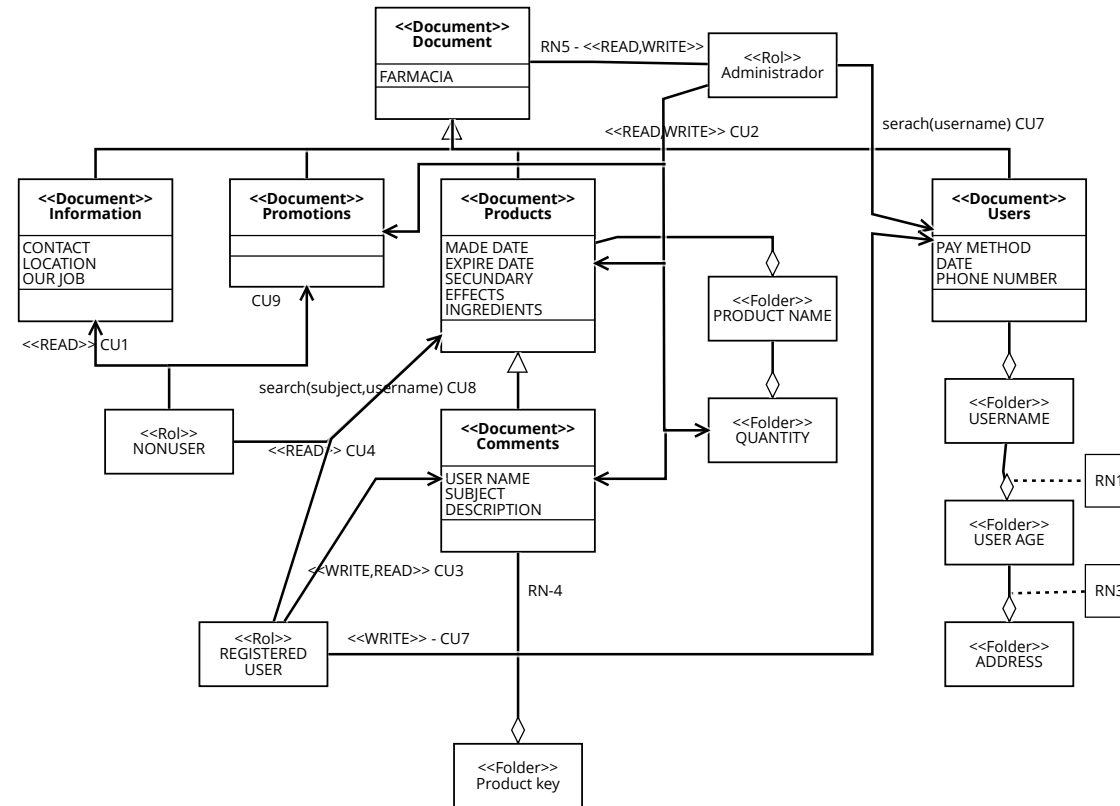 <<Document>>
Document
FARMACIA
RN5 - <<READ,WRITE>>
<<Rol>>
Administrador
<<READ,WRITE>> CU2
serach(username) CU7
<<Document>>
Information
CONTACT
LOCATION
OUR JOB
<<Document>>
Promotions
<<Document>>
Products
MADE DATE
EXPIRE DATE
SECUNDARY
EFFECTS
INGREDIENTS
<<Document>>
Users
PAY METHOD
DATE
PHONE NUMBER
<<Folder>>
PRODUCT NAME
CU9
<<READ>> CU1
search(subject,username) CU8
<<Rol>>
NONUSER
<<READ>> CU4
<<Document>>
Comments
USER NAME
SUBJECT
DESCRIPTION
<<Folder>>
QUANTITY
<<Folder>>
USERNAME
RN1
<<Folder>>
USER AGE
<<WRITE,READ>> CU3
RN-4
RN3
<<Rol>>
REGISTERED
USER
<<WRITE>> - CU7
<<Folder>>
ADDRESS
<<Folder>>
Product key